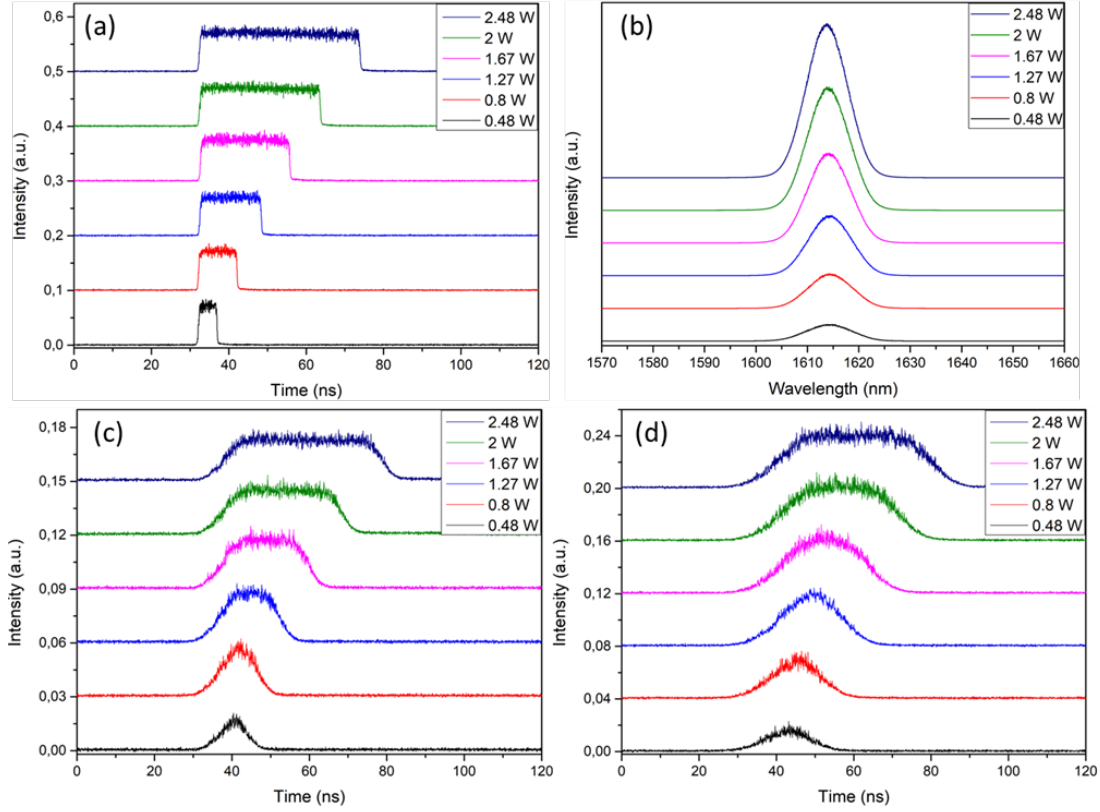 (a)
2.48 W
2 W
1.67 W
1.27 W
0.8 W
0.48 W
0,6
0,5
0,4
0,3
0,2
0,1
0,0
Intensity (a.u.)
0 20 40 60 80 100 120
Time (ns)
(b)
2.48 W
2 W
1.67 W
1.27 W
0.8 W
0.48 W
Intensity (a.u.)
1570 1580 1590 1600 1610 1620 1630 1640 1650 1660
Wavelength (nm)
(c)
2.48 W
2 W
1.67 W
1.27 W
0.8 W
0.48 W
0,18
0,15
0,12
0,09
0,06
0,03
0,00
Intensity (a.u.)
0 20 40 60 80 100 120
Time (ns)
(d)
2.48 W
2 W
1.67 W
1.27 W
0.8 W
0.48 W
0,24
0,20
0,16
0,12
0,08
0,04
0,00
Intensity (a.u.)
0 20 40 60 80 100 120
Time (ns)